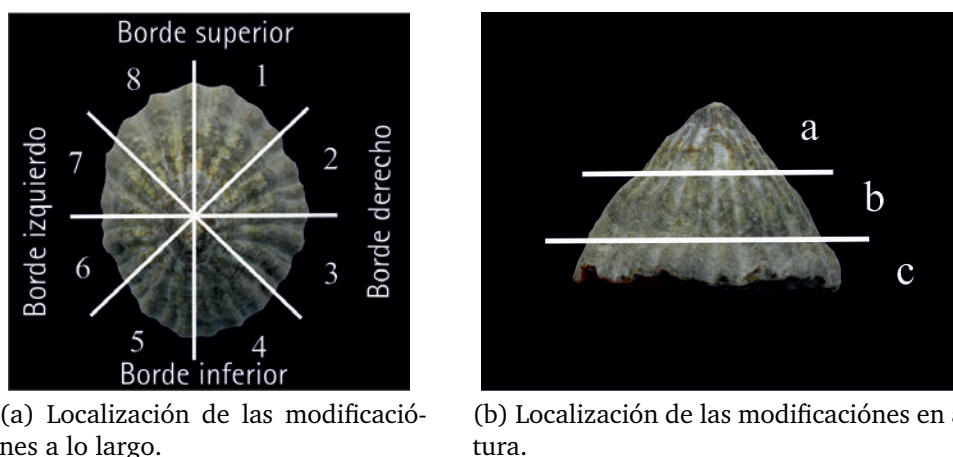 Borde superior
8
1
Borde izquierdo
7
2
Borde derecho
6
3
5
4
Borde inferior
a
b
c
(a) Localización de las modificació-
nes a lo largo.
(b) Localización de las modificaciónes en
tura.